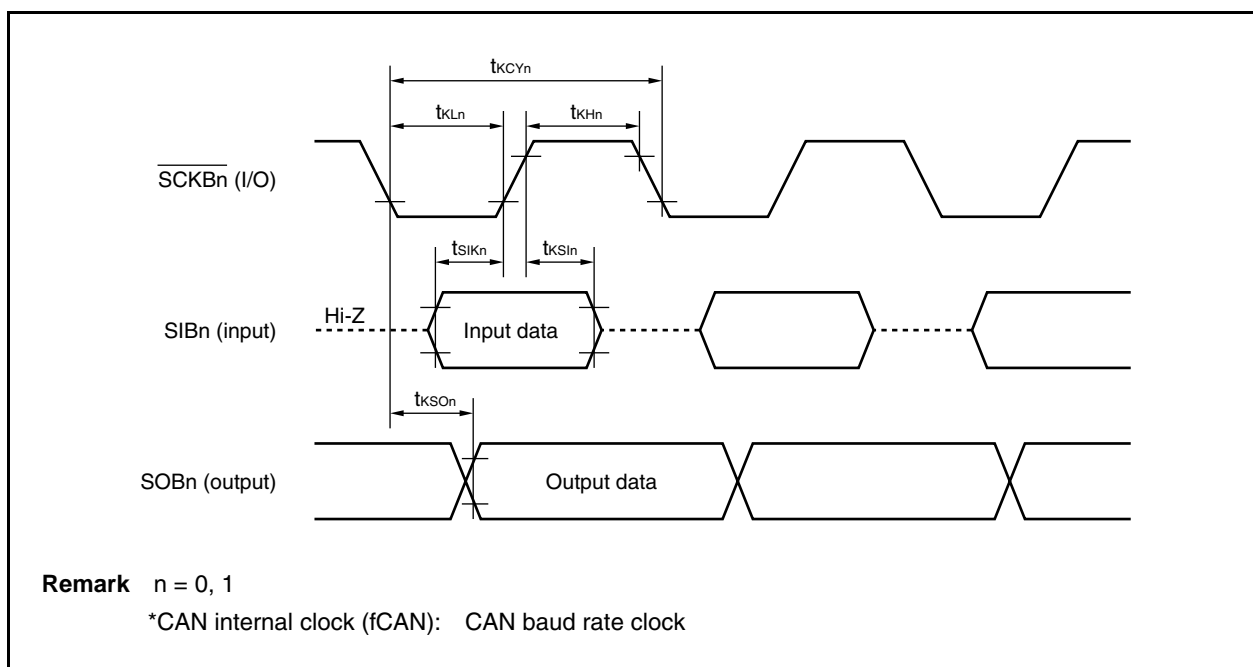 tKCYn
tKLn
tKHn
SCKBn (I/O)
tSIKn
tKSIn
Hi-Z
SIBn (input)
Input data
tKSOn
SOBn (output)
Output data
Remark n = 0, 1
*CAN internal clock (fCAN): CAN baud rate clock